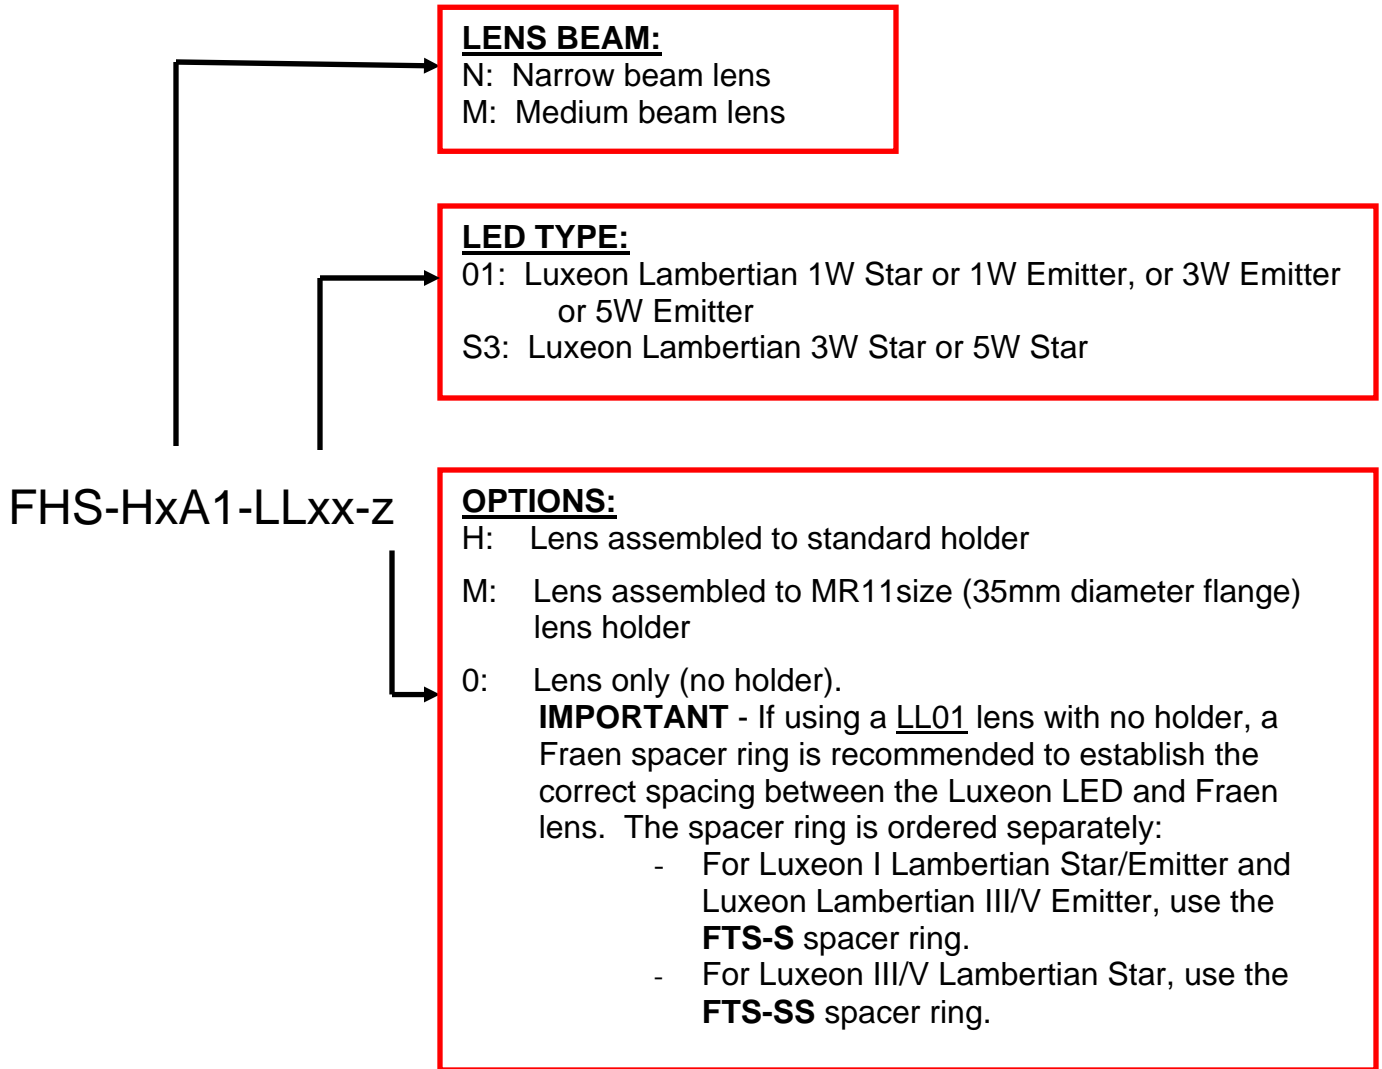 LENS BEAM:
N: Narrow beam lens
M: Medium beam lens
LED TYPE:
01: Luxeon Lambertian 1W Star or 1W Emitter, or 3W Emitter
or 5W Emitter
S3: Luxeon Lambertian 3W Star or 5W Star
FHS-HxA1-LLxx-z
OPTIONS:
H: Lens assembled to standard holder
M: Lens assembled to MR11size (35mm diameter flange)
lens holder
0: Lens only (no holder).
IMPORTANT - If using a LL01 lens with no holder, a
Fraen spacer ring is recommended to establish the
correct spacing between the Luxeon LED and Fraen
lens. The spacer ring is ordered separately:
- For Luxeon I Lambertian Star/Emitter and
Luxeon Lambertian III/V Emitter, use the
FTS-S spacer ring.
- For Luxeon III/V Lambertian Star, use the
FTS-SS spacer ring.